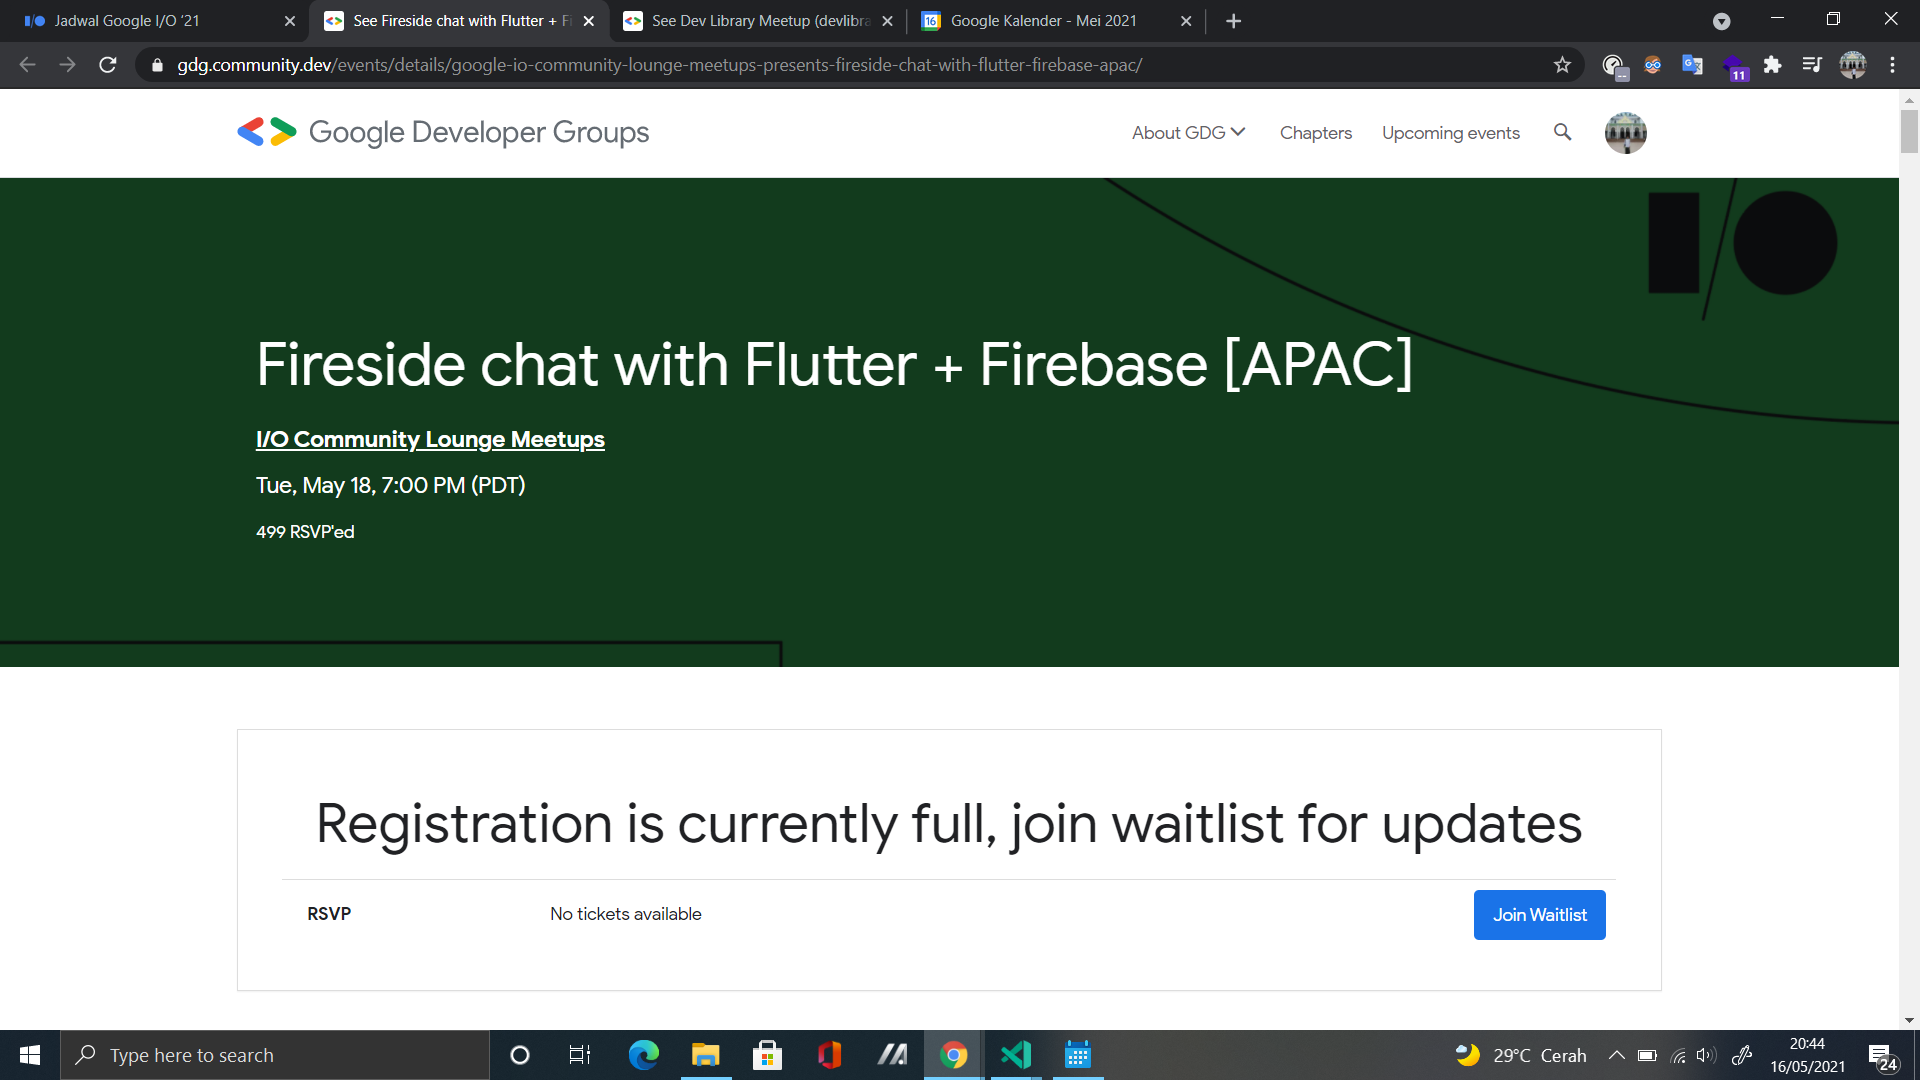 Jadwal Google I/O '21
See Fireside chat with Flutter + Fi
See Dev Library Meetup (devlibra
16
Google Kalender - Mei 2021
gdg.community.dev/events/details/google-io-community-lounge-meetups-presents-fireside-chat-with-flutter-firebase-apac/
11
Google Developer Groups
About GDG
Chapters
Upcoming events
I/O
Fireside chat with Flutter + Firebase [APAC]
I/O Community Lounge Meetups
Tue, May 18, 7:00 PM (PDT)
499 RSVP'ed
Registration is currently full, join waitlist for updates
RSVP
No tickets available
Join Waitlist
Type here to search
29°C Cerah
20:44
16/05/2021
24